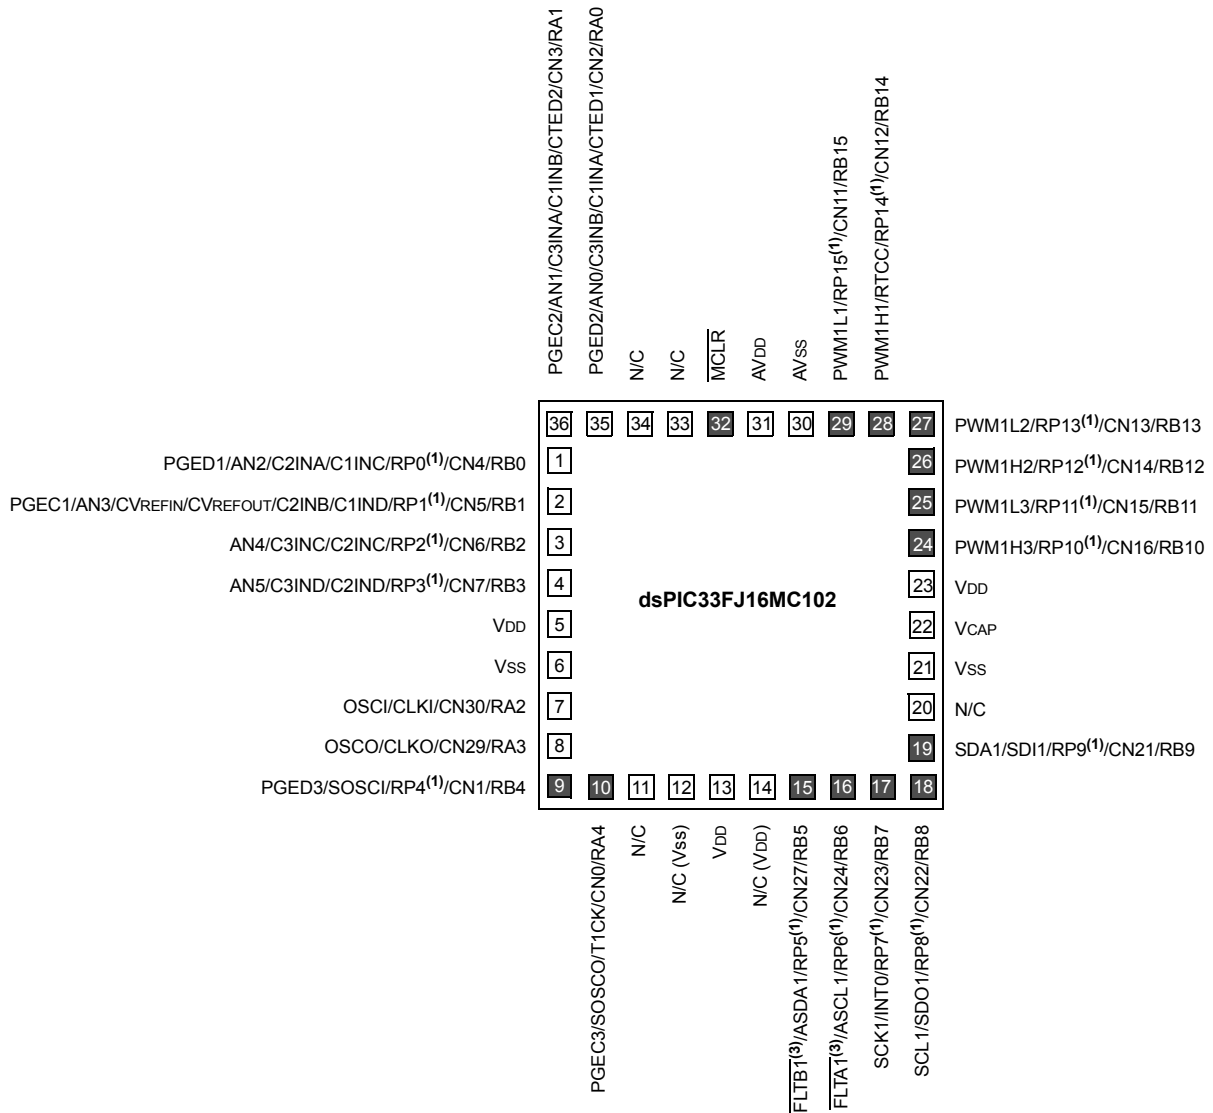 PGEC2/AN1/C3INA/C1INB/CTED2/CN3/RA1
PGED2/AN0/C3INB/C1INA/CTED1/CN2/RA0
N/C
N/C
MCLR
AVDD
AVSS
PWM1L1/RP15(1)/CN11/RB15
PWM1H1/RTCC/RP14(1)/CN12/RB14
36 35 34 33 32 31 30 29 28 27
PWM1L2/RP13(1)/CN13/RB13
PGED1/AN2/C2INA/C1INC/RP0(1)/CN4/RB0 1
26 PWM1H2/RP12(1)/CN14/RB12
PGEC1/AN3/CVREFIN/CVREFOUT/C2INB/C1IND/RP1(1)/CN5/RB1 2
25 PWM1L3/RP11(1)/CN15/RB11
AN4/C3INC/C2INC/RP2(1)/CN6/RB2 3
24 PWM1H3/RP10(1)/CN16/RB10
AN5/C3IND/C2IND/RP3(1)/CN7/RB3 4
dsPIC33FJ16MC102
23 VDD
VDD 5
22 VCAP
VSS 6
21 VSS
OSCI/CLKI/CN30/RA2 7
20 N/C
OSCO/CLKO/CN29/RA3 8
19 SDA1/SDI1/RP9(1)/CN21/RB9
PGED3/SOSCI/RP4(1)/CN1/RB4
9 10 11 12 13 14 15 16 17 18
PGEC3/SOSCO/T1CK/CN0/RA4
N/C
N/C (Vss)
VDD
N/C (VDD)
FLTB1(3)/ASDA1/RP5(1)/CN27/RB5
FLTA1(3)/ASCL1/RP6(1)/CN24/RB6
SCK1/INT0/RP7(1)/CN23/RB7
SCL1/SDO1/RP8(1)/CN22/RB8